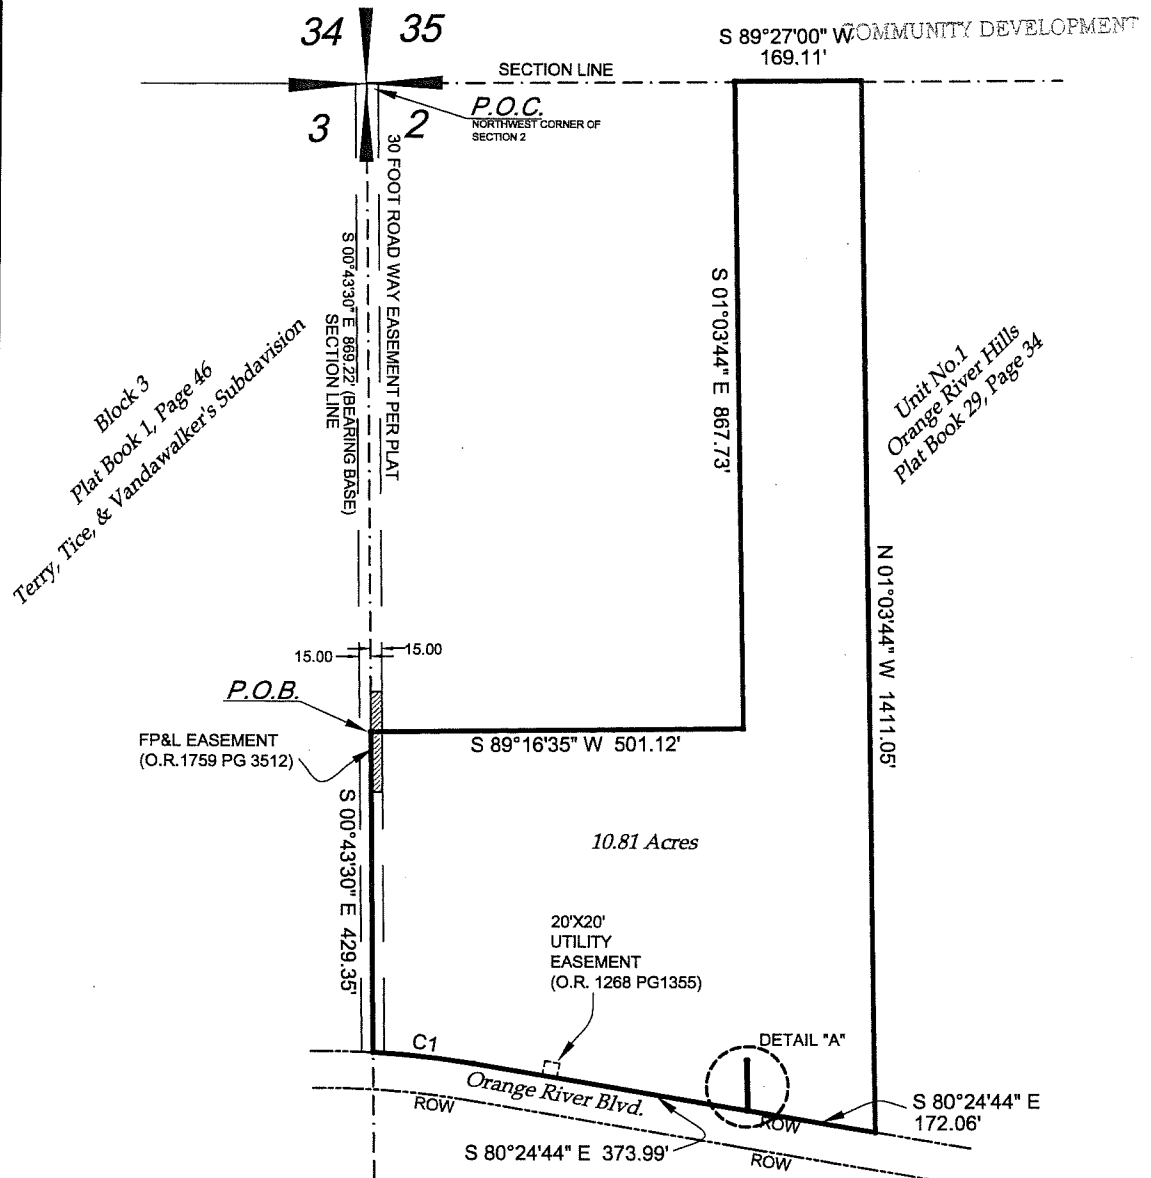 34
35
S 89°27'00" W
169.11'
COMMUNITY DEVELOPMENT
SECTION LINE
P.O.C.
NORTHWEST CORNER OF
SECTION 2
3
2
30 FOOT ROAD WAY EASEMENT PER PLAT
S 00°43'30" E 869.22' (BEARING BASE)
SECTION LINE
Block 3
Plat Book 1, Page 46
Terry, Tice, & Vandawalker's Subdavision
S 01°03'44" E 867.73'
Unit No.1
Orange River Hills
Plat Book 29, Page 34
N 01°03'44" W 1411.05'
15.00
15.00
P.O.B.
FP&L EASEMENT
(O.R.1759 PG 3512)
S 89°16'35" W 501.12'
S 00°43'30" E 429.35'
10.81 Acres
20'X20'
UTILITY
EASEMENT
(O.R. 1268 PG1355)
C1
DETAIL "A"
Orange River Blvd.
ROW
ROW
S 80°24'44" E
172.06'
S 80°24'44" E 373.99'
ROW